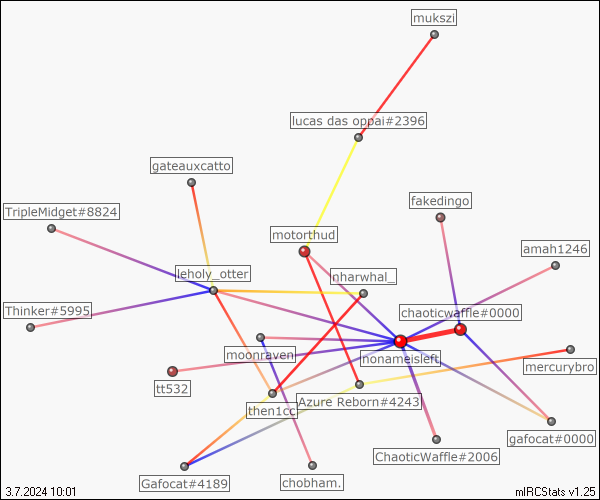 mukszi
lucas das oppai#2396
gateauxcatto
fakedingo
TripleMidget#8824
motorthud
amah1246
leholy_otter
nharwhal_
Thinker#5995
chaoticwaffle#0000
moonraven
nonameisleft
mercurybro
tt532
then1cc
Azure Reborn#4243
gafocat#0000
ChaoticWaffle#2006
Gafocat#4189
chobham.
3.7.2024 10:01
mIRCStats v1.25